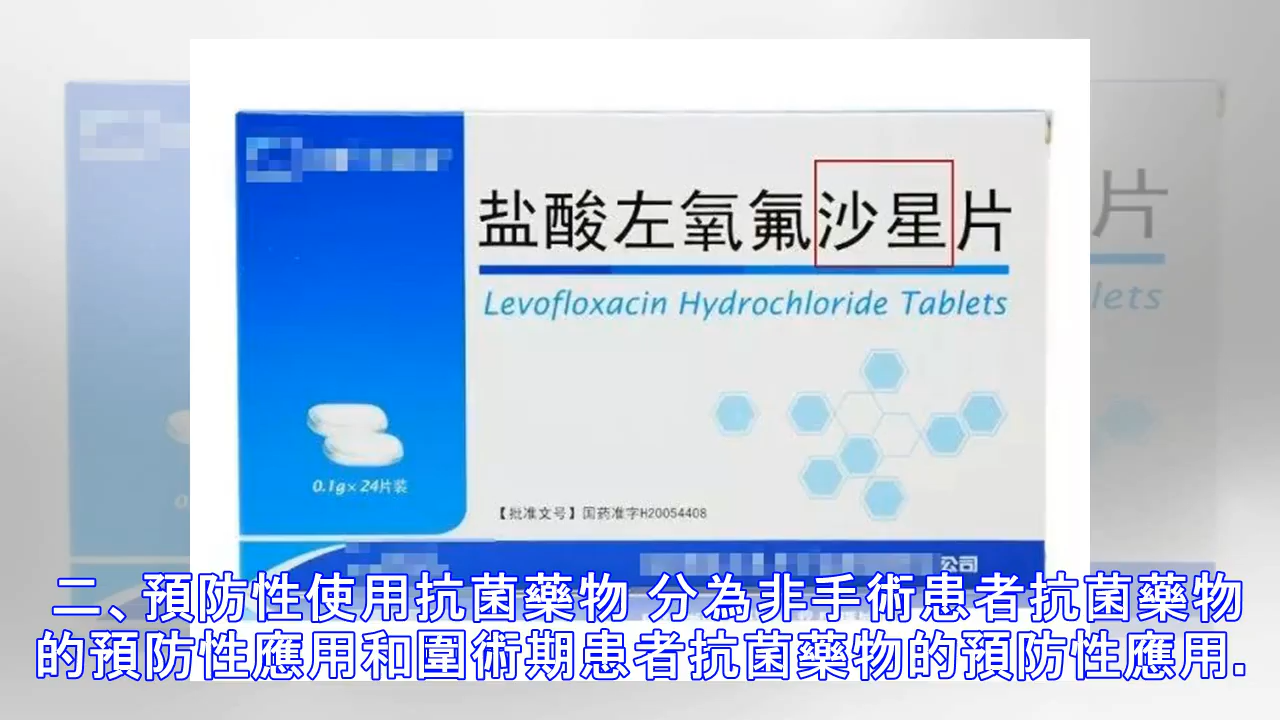 盐酸左氧氟沙星片
片
Levofloxacin Hydrochloride Tablets
lets
0.1g×24片装
【批准文号】国药准字H20054408
公司
二、預防性使用抗菌藥物 分為非手術患者抗菌藥物
的預防性應用和圍術期患者抗菌藥物的預防性應用.